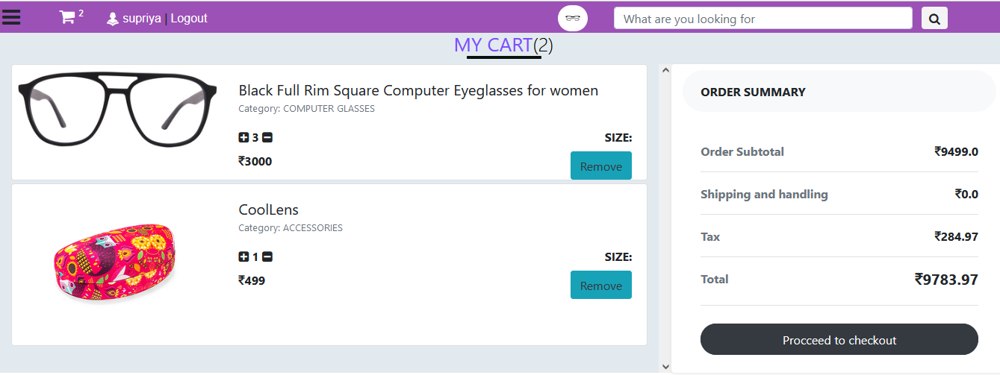 2 supriya | Logout What are you looking for
MY CART(2)
Black Full Rim Square Computer Eyeglasses for women
Category: COMPUTER GLASSES
3 SIZE:
₹3000 Remove
CoolLens
Category: ACCESSORIES
1 SIZE:
₹499 Remove
ORDER SUMMARY
Order Subtotal ₹9499.0
Shipping and handling ₹0.0
Tax ₹284.97
Total ₹9783.97
Procceed to checkout